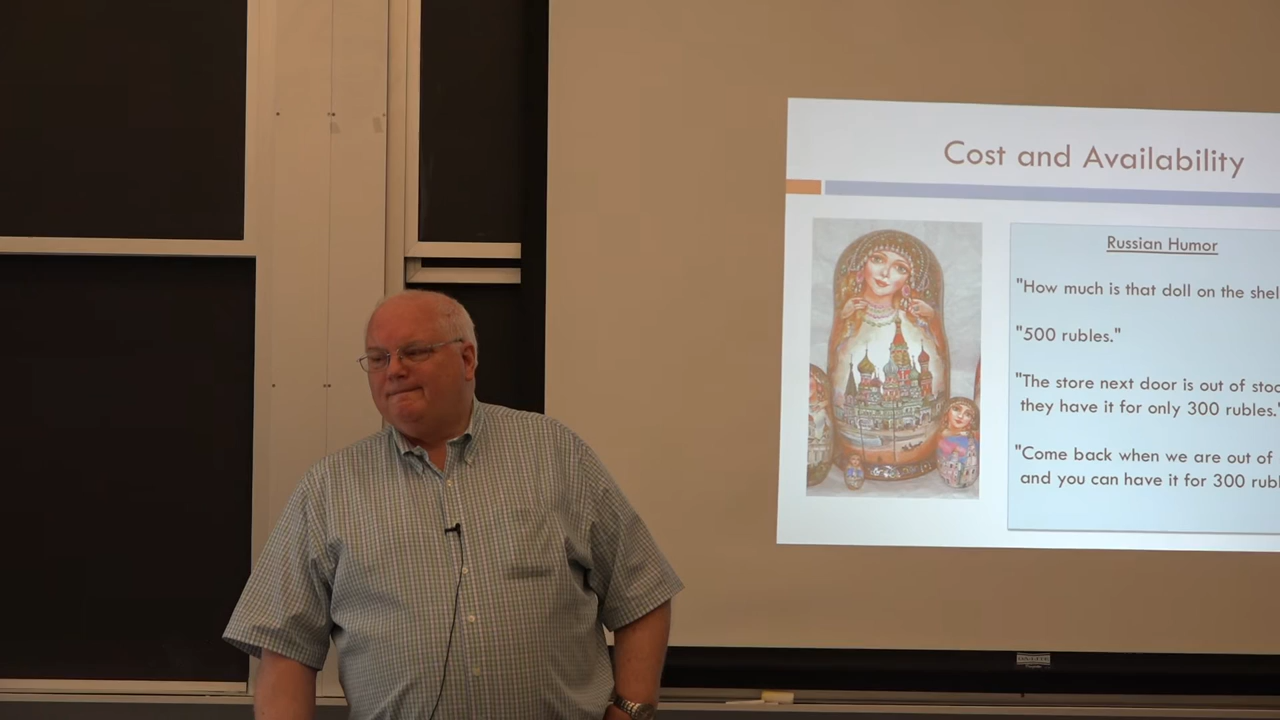 Cost and Availability
Russian Humor
"How much is that doll on the shel
"500 rubles."
"The store next door is out of stoc
they have it for only 300 rubles."
"Come back when we are out of
and you can have it for 300 rubl